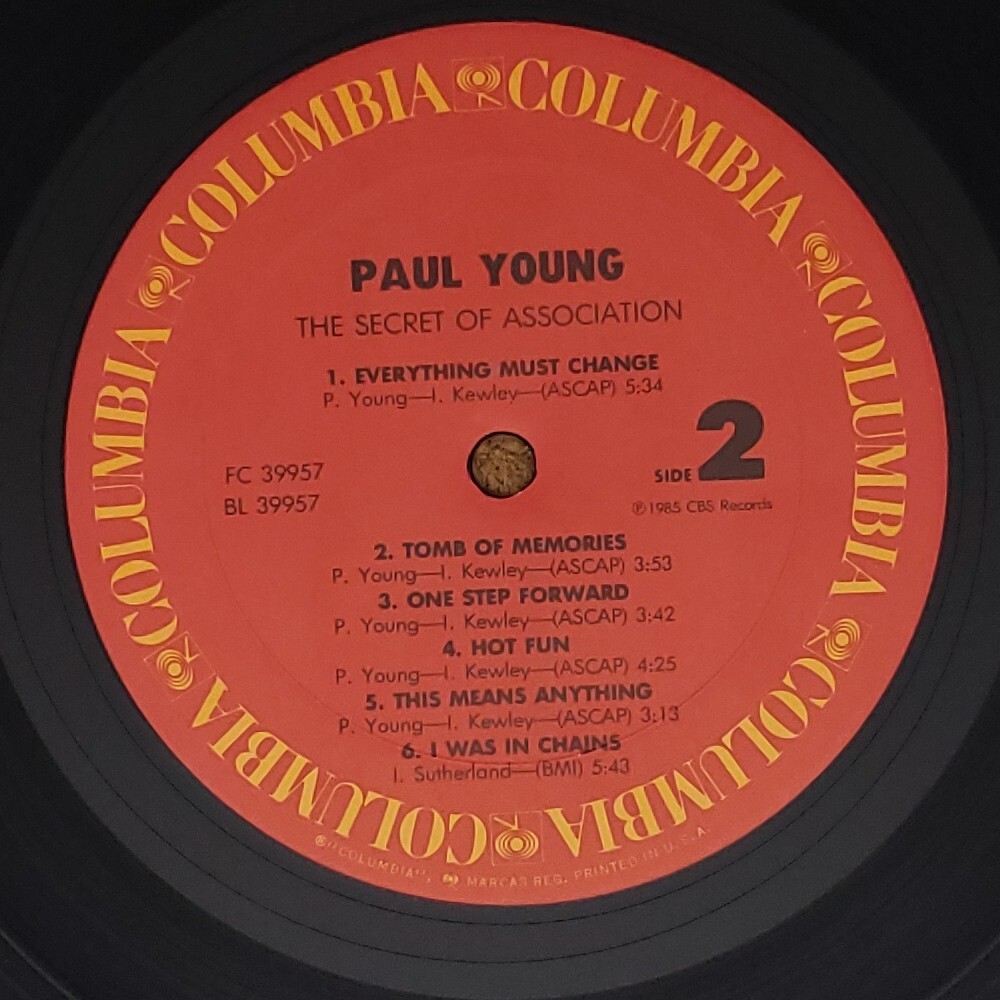 COLUMBIA COLUMBIA COLUMBIA COLUMBIA COLUMBIA COLUMBIA COLUMBIA
PAUL YOUNG
THE SECRET OF ASSOCIATION
1. EVERYTHING MUST CHANGE
P. Young—I. Kewley—(ASCAP) 5:34
FC 39957
BL 39957
SIDE 2
℗ 1985 CBS Records
2. TOMB OF MEMORIES
P. Young—I. Kewley—(ASCAP) 3:53
3. ONE STEP FORWARD
P. Young—I. Kewley—(ASCAP) 3:42
4. HOT FUN
P. Young—I. Kewley—(ASCAP) 4:25
5. THIS MEANS ANYTHING
P. Young—I. Kewley—(ASCAP) 3:13
6. I WAS IN CHAINS
I. Sutherland—(BMI) 5:43
® "COLUMBIA", MARCAS REG. PRINTED IN U.S.A.